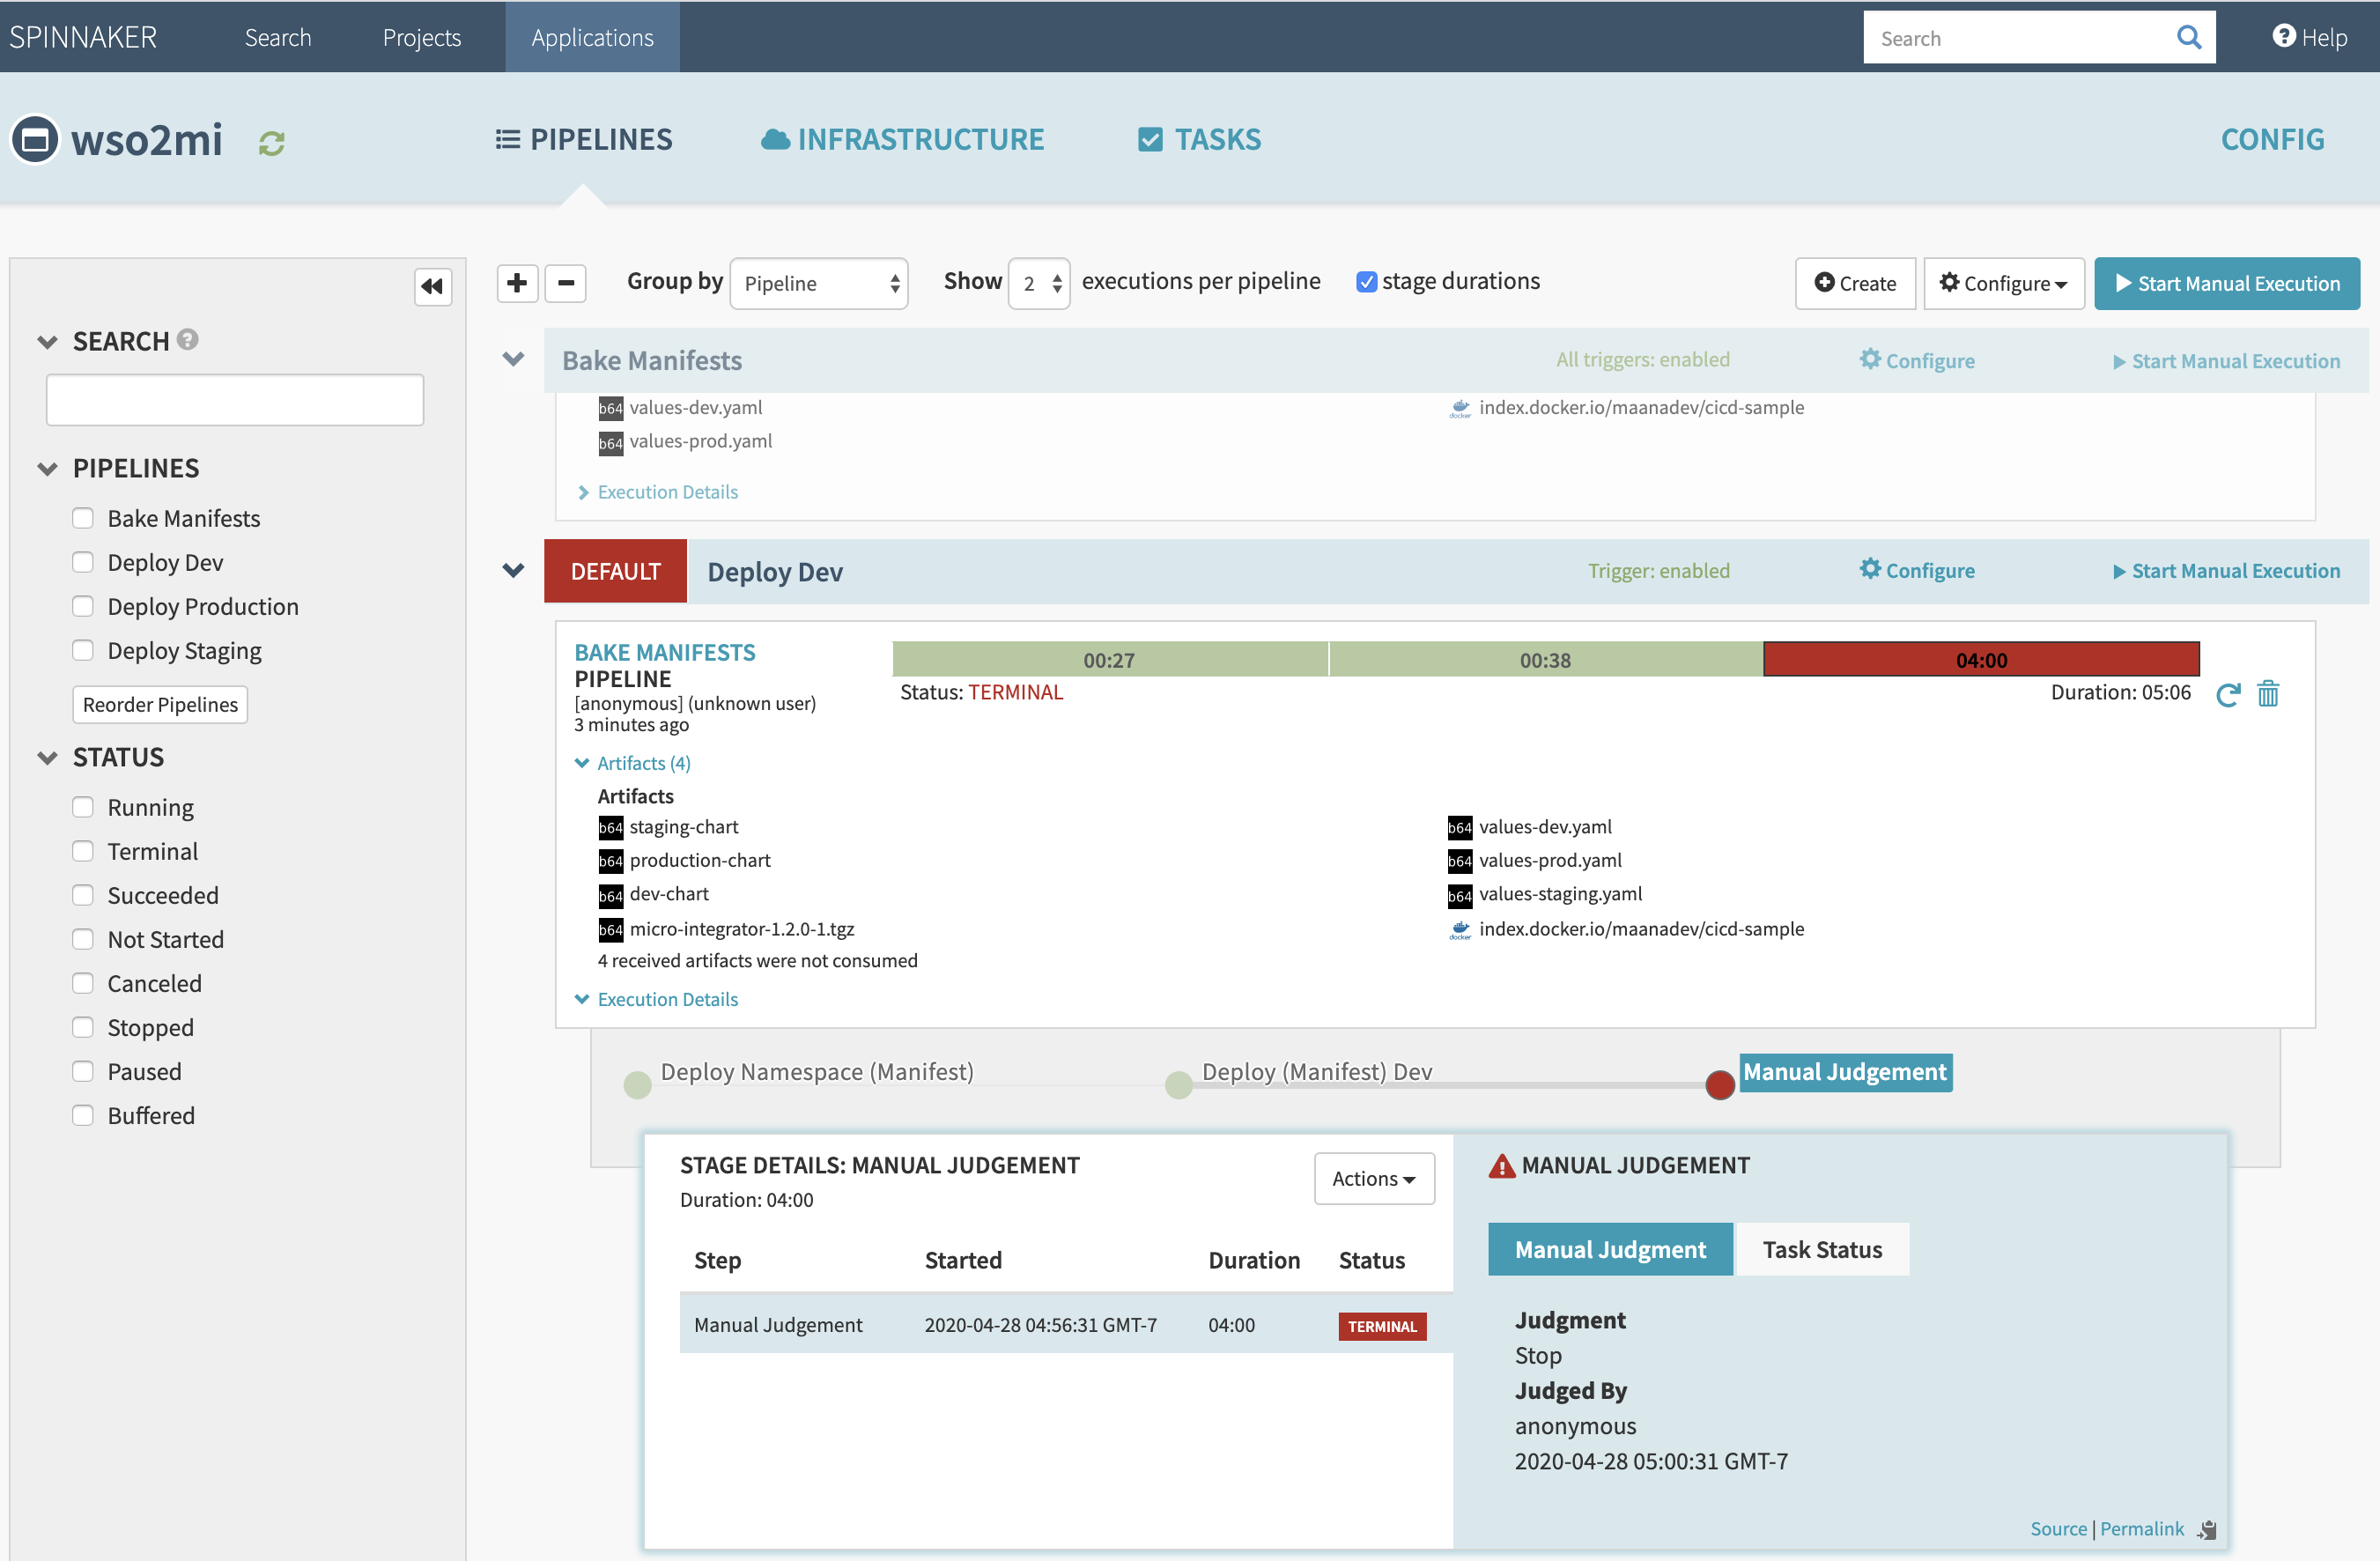 SPINNAKER Search Projects Applications Search Help
wso2mi PIPELINES INFRASTRUCTURE TASKS CONFIG
SEARCH
PIPELINES
Bake Manifests
Deploy Dev
Deploy Production
Deploy Staging
Reorder Pipelines
STATUS
Running
Terminal
Succeeded
Not Started
Canceled
Stopped
Paused
Buffered
Group by Pipeline Show 2 executions per pipeline stage durations Create Configure Start Manual Execution
Bake Manifests All triggers: enabled Configure Start Manual Execution
b64 values-dev.yaml docker index.docker.io/maanadev/cicd-sample
b64 values-prod.yaml
Execution Details
DEFAULT Deploy Dev Trigger: enabled Configure Start Manual Execution
BAKE MANIFESTS 00:27 00:38 04:00
PIPELINE
Status: TERMINAL Duration: 05:06
[anonymous] (unknown user)
3 minutes ago
Artifacts (4)
Artifacts
b64 staging-chart b64 values-dev.yaml
b64 production-chart b64 values-prod.yaml
b64 dev-chart b64 values-staging.yaml
b64 micro-integrator-1.2.0-1.tgz docker index.docker.io/maanadev/cicd-sample
4 received artifacts were not consumed
Execution Details
Deploy Namespace (Manifest) Deploy (Manifest) Dev Manual Judgement
STAGE DETAILS: MANUAL JUDGEMENT Actions
Duration: 04:00
Step Started Duration Status
Manual Judgement 2020-04-28 04:56:31 GMT-7 04:00 TERMINAL
MANUAL JUDGEMENT
Manual Judgment Task Status
Judgment
Stop
Judged By
anonymous
2020-04-28 05:00:31 GMT-7
Source | Permalink